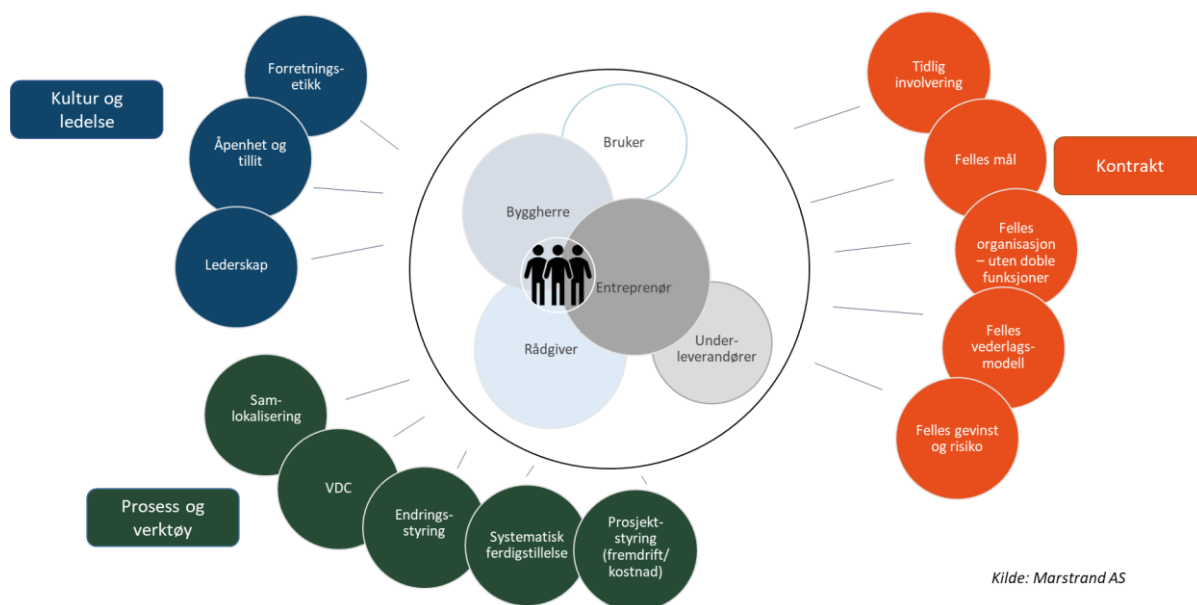 Kultur og
ledelse
Forretnings-
etikk
Åpenhet og
tillit
Lederskap
Bruker
Byggherre
Entreprenør
Rådgiver
Under-
leverandører
Tidlig
involvering
Felles mål
Kontrakt
Felles
organisasjon
– uten doble
funksjoner
Felles
vederlags-
modell
Felles gevinst
og risiko
Prosess og
verktøy
Sam-
lokalisering
VDC
Endrings-
styring
Systematisk
ferdigstillelse
Prosjekt-
styring
(fremdrift/
kostnad)
Kilde: Marstrand AS